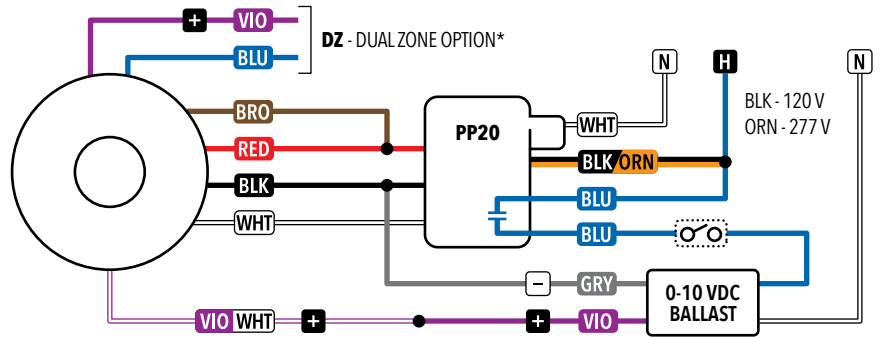 + VIO
DZ - DUAL ZONE OPTION*
BLU
N
H
N
BRO
BLK - 120 V
ORN - 277 V
PP20
WHT
RED
BLK/ORN
BLK
BLU
WHT
BLU
- GRY
0-10 VDC
BALLAST
VIO WHT +
+ VIO